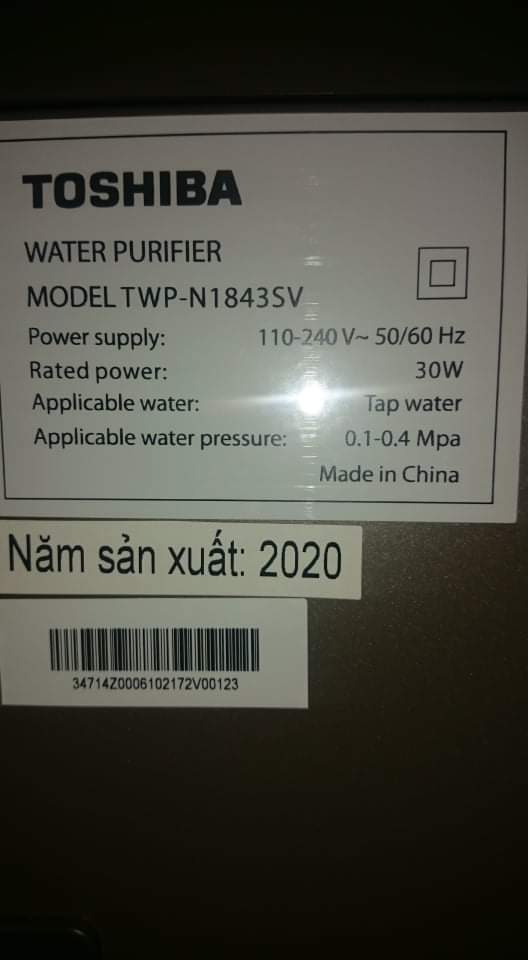 TOSHIBA
WATER PURIFIER
MODEL TWP-N1843SV
Power supply: 110-240 V~ 50/60 Hz
Rated power: 30W
Applicable water: Tap water
Applicable water pressure: 0.1-0.4 Mpa
Made in China
Năm sản xuất: 2020
34714Z0006102172V00123